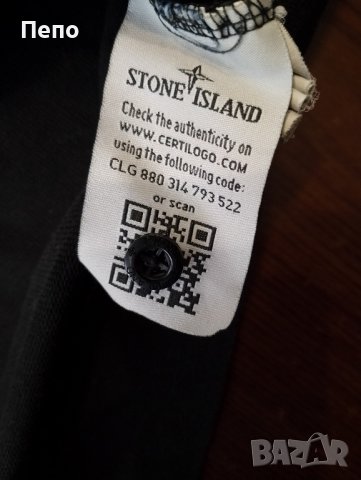 Пепо
STONE ISLAND
Check the authenticity on
WWW.CERTILOGO.COM
using the following code:
CLG 880 314 793 522
or scan
BAZAR